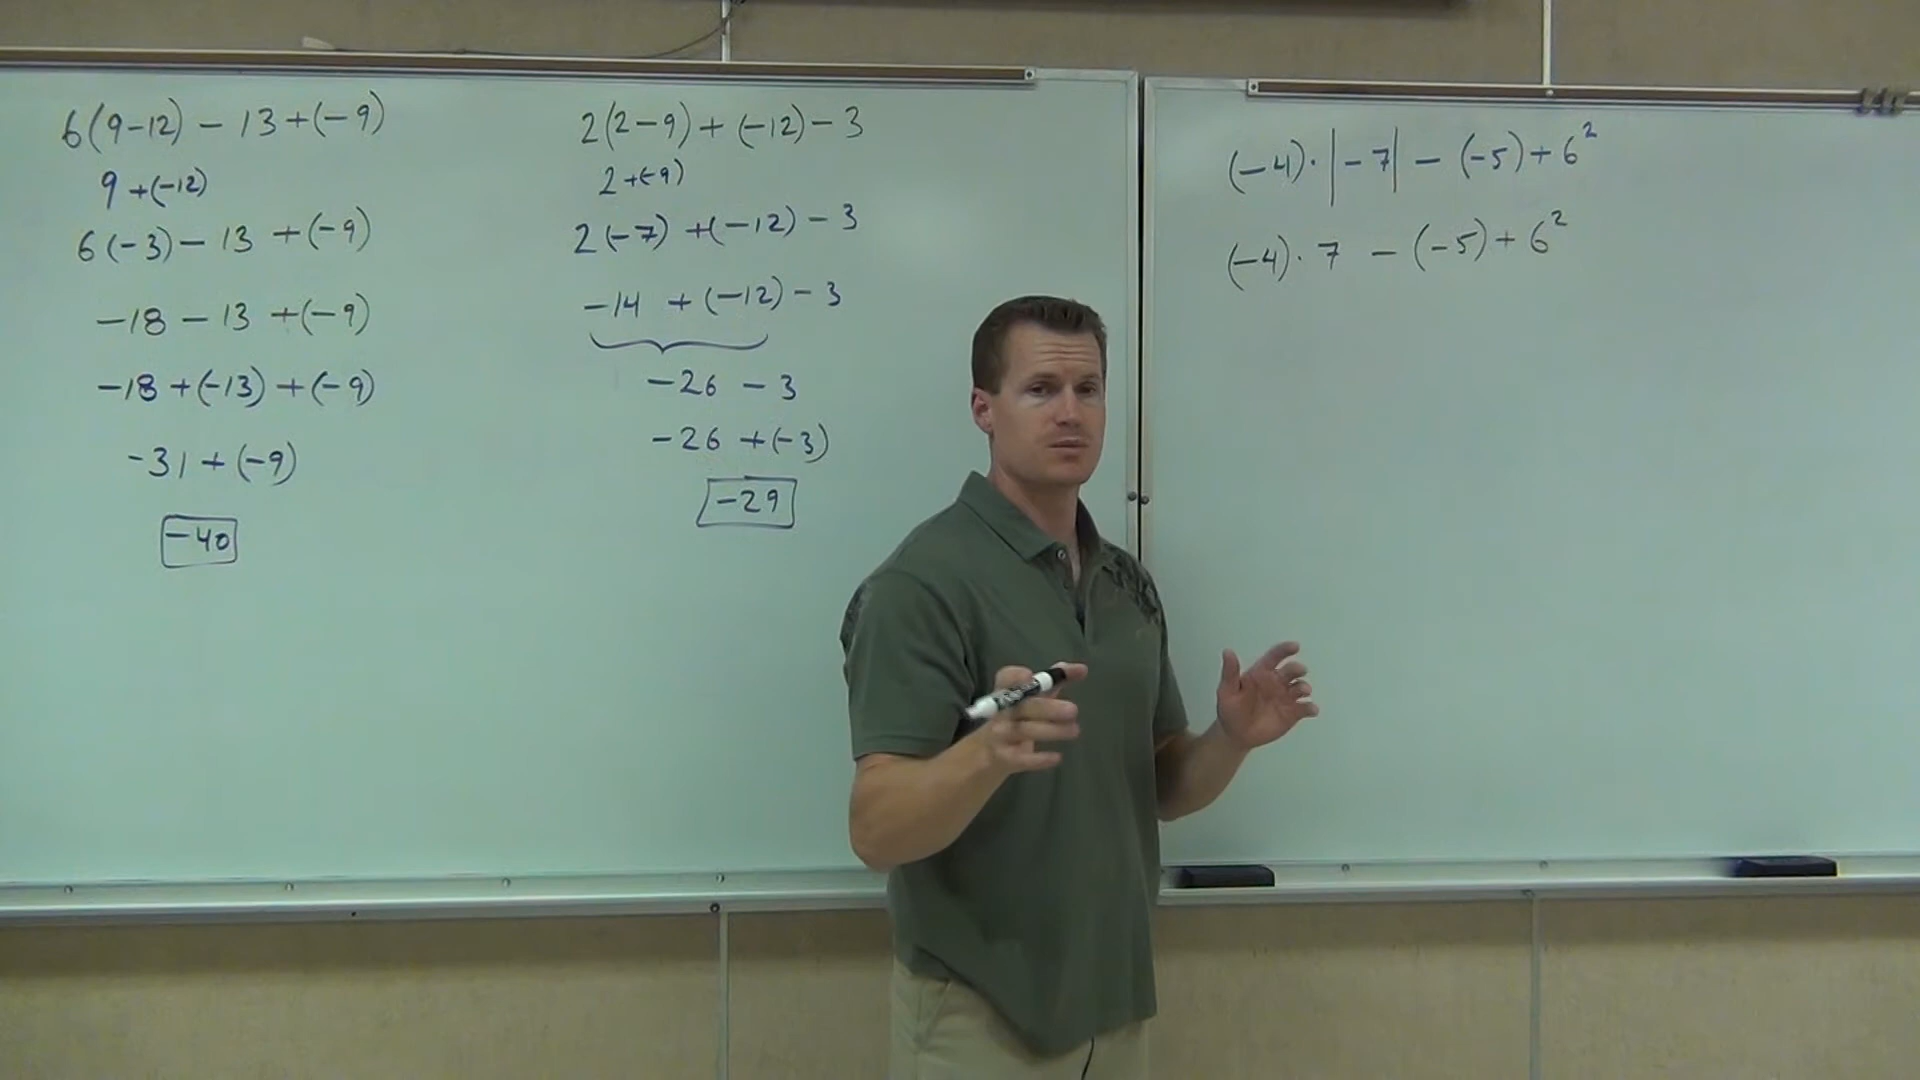 6(9-12) - 13 + (-9)
9 + (-12)
6(-3) - 13 + (-9)
-18 - 13 + (-9)
-18 + (-13) + (-9)
-31 + (-9)
-40
2(2-9) + (-12) - 3
2 + (-9)
2(-7) + (-12) - 3
-14 + (-12) - 3
-26 - 3
-26 + (-3)
-29
(-4) · |-7| - (-5) + 6²
(-4) · 7 - (-5) + 6²